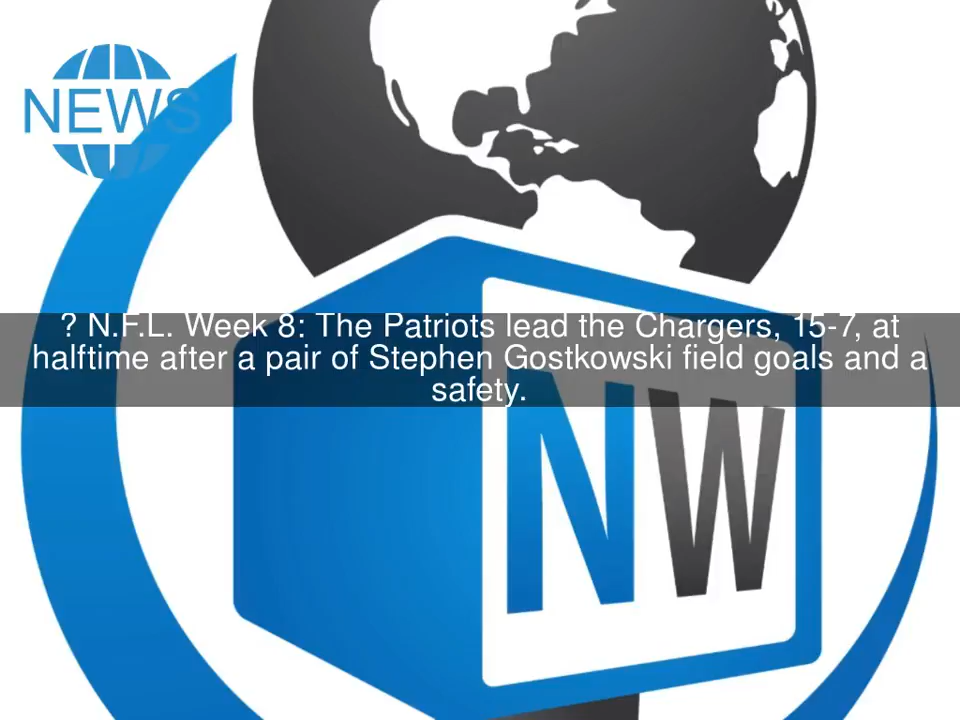 NEWS
? N.F.L. Week 8: The Patriots lead the Chargers, 15-7, at
halftime after a pair of Stephen Gostkowski field goals and a
safety.
NW